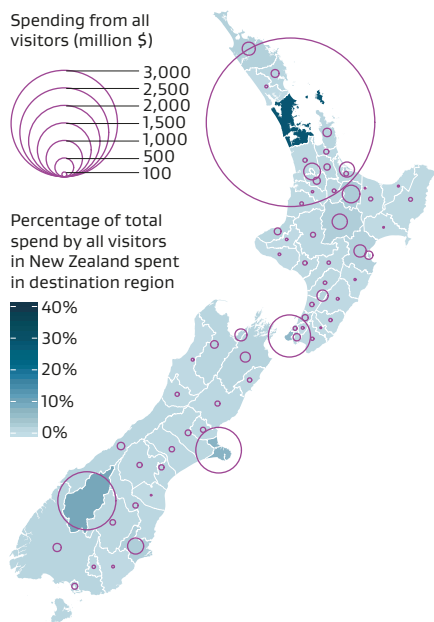 Spending from all
visitors (million $)
3,000
2,500
2,000
1,500
1,000
500
100
Percentage of total
spend by all visitors
in New Zealand spent
in destination region
40%
30%
20%
10%
0%